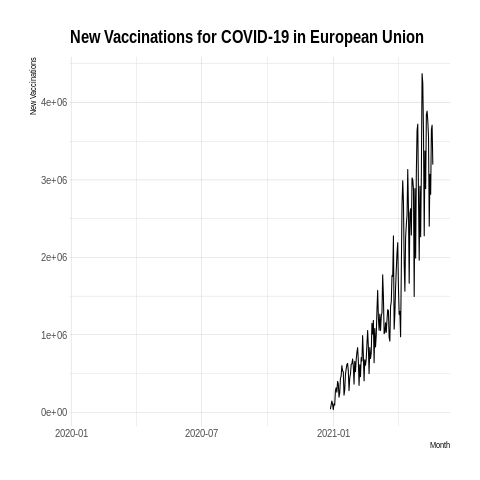 New Vaccinations for COVID-19 in European Union
New Vaccinations
4e+06
3e+06
2e+06
1e+06
0e+00
2020-01
2020-07
2021-01
Month